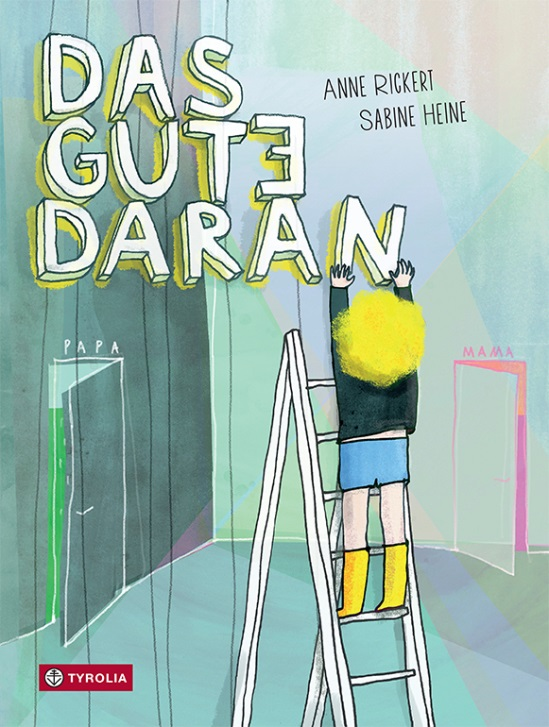 DAS
GUTE
DARAN
ANNE RICKERT
SABINE HEINE
PAPA
MAMA
TYROLIA